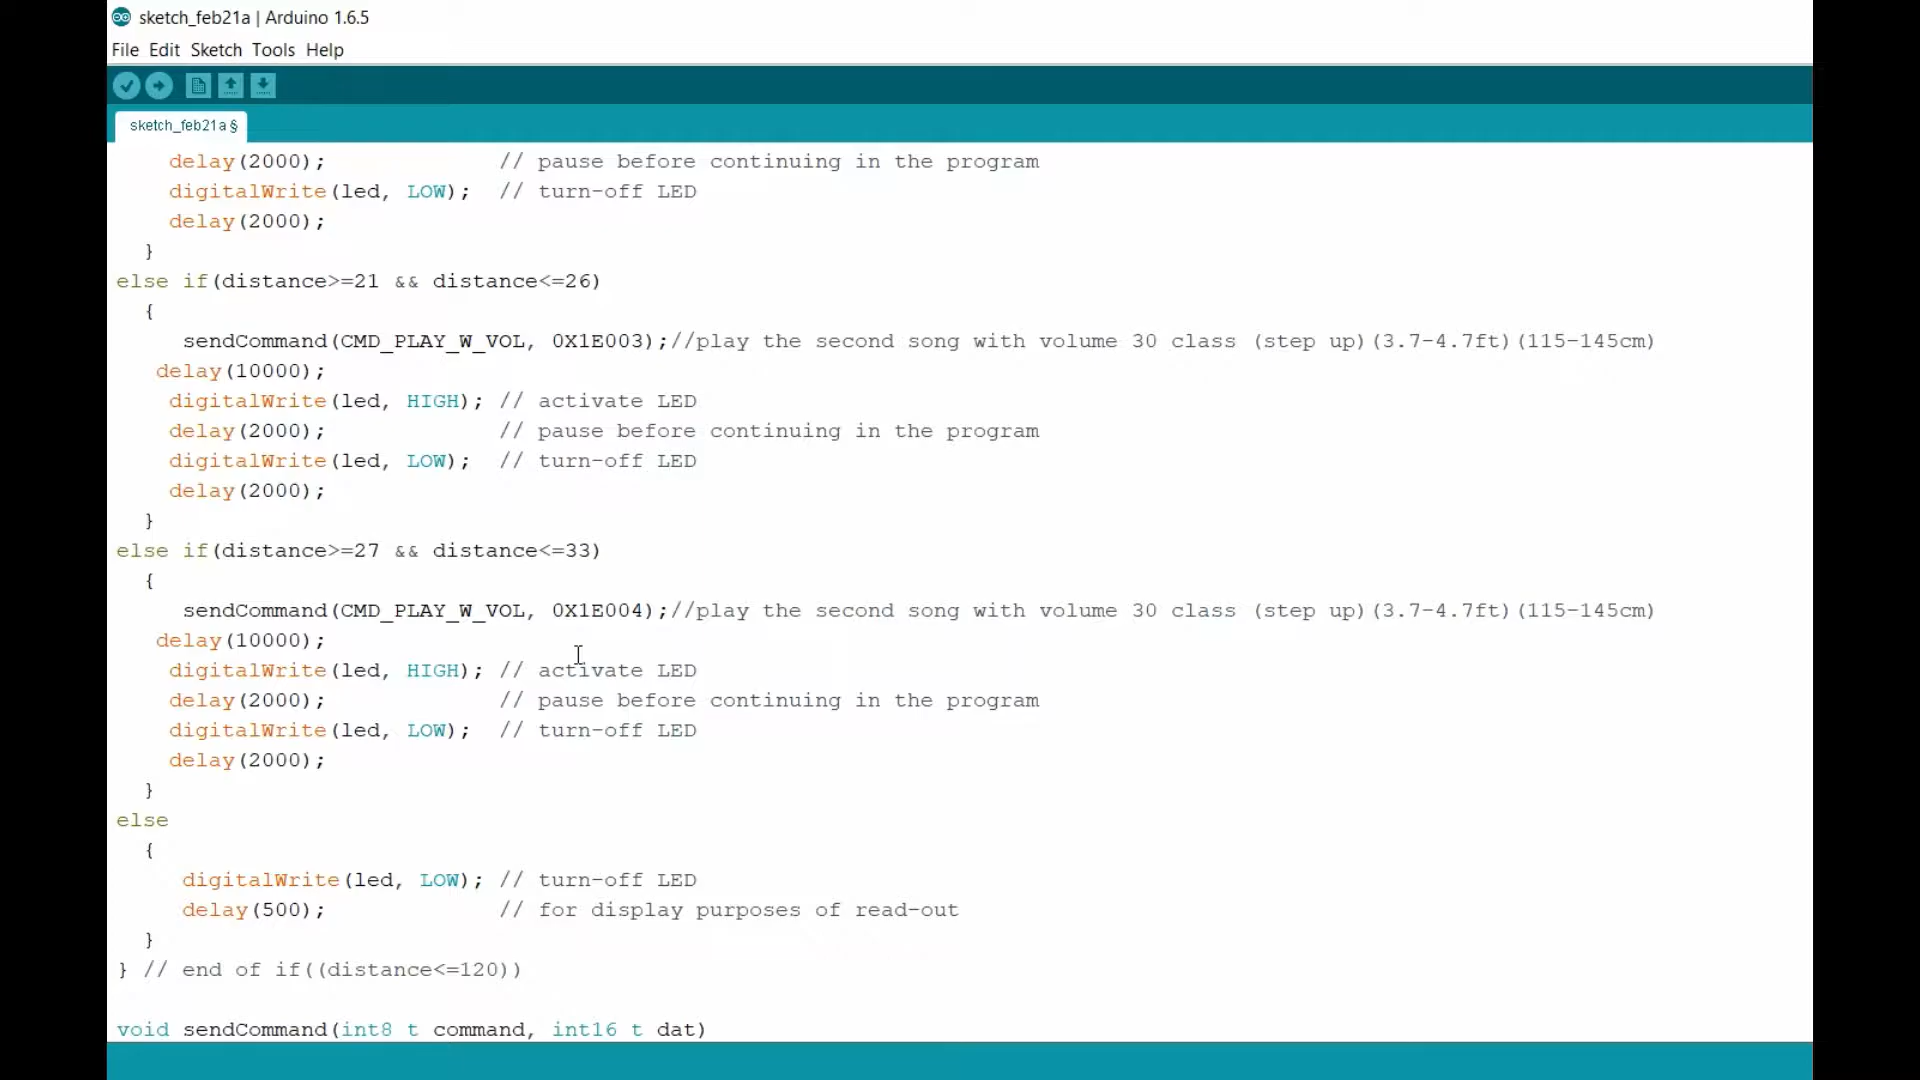 sketch_feb21a | Arduino 1.6.5
File Edit Sketch Tools Help
sketch_feb21a §
delay(2000); // pause before continuing in the program
digitalWrite(led, LOW); // turn-off LED
delay(2000);
}
else if(distance>=21 && distance<=26)
{
sendCommand(CMD_PLAY_W_VOL, 0X1E003);//play the second song with volume 30 class (step up)(3.7-4.7ft)(115-145cm)
delay(10000);
digitalWrite(led, HIGH); // activate LED
delay(2000); // pause before continuing in the program
digitalWrite(led, LOW); // turn-off LED
delay(2000);
}
else if(distance>=27 && distance<=33)
{
sendCommand(CMD_PLAY_W_VOL, 0X1E004);//play the second song with volume 30 class (step up)(3.7-4.7ft)(115-145cm)
delay(10000);
digitalWrite(led, HIGH); // activate LED
delay(2000); // pause before continuing in the program
digitalWrite(led, LOW); // turn-off LED
delay(2000);
}
else
{
digitalWrite(led, LOW); // turn-off LED
delay(500); // for display purposes of read-out
}
} // end of if((distance<=120))
void sendCommand(int8 t command, int16 t dat)